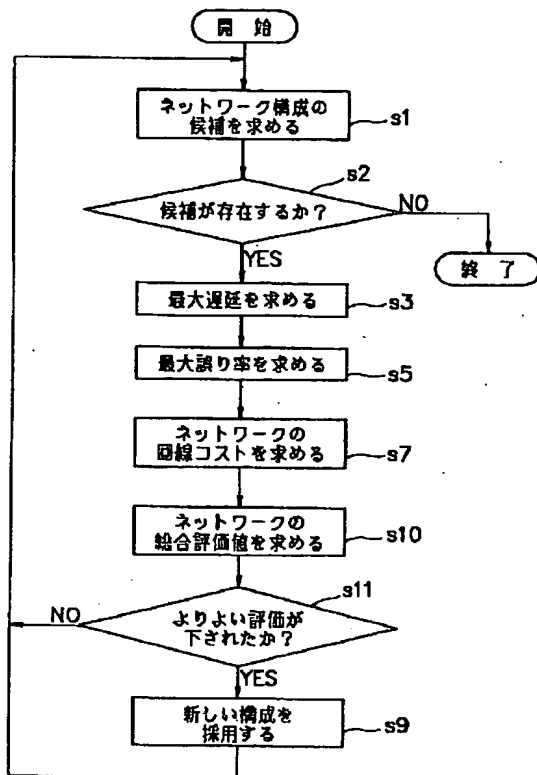 開 始
ネットワーク構成の
候補を求める
s1
s2
候補が存在するか?
NO
YES
終 了
最大遅延を求める
s3
最大誤り率を求める
s5
ネットワークの
回線コストを求める
s7
ネットワークの
総合評価値を求める
s10
s11
よりよい評価が
下されたか?
NO
YES
新しい構成を
採用する
s9